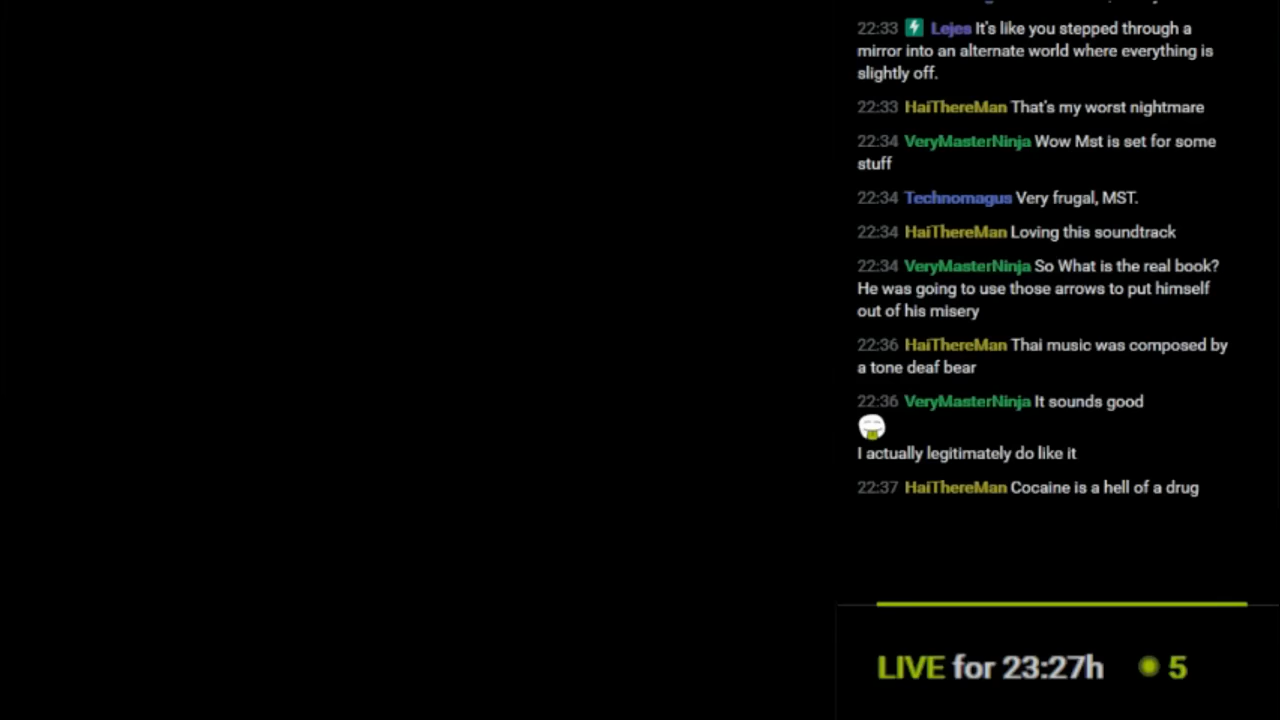 22:33 Lejes It's like you stepped through a
mirror into an alternate world where everything is
slightly off.
22:33 HaiThereMan That's my worst nightmare
22:34 VeryMasterNinja Wow Mst is set for some
stuff
22:34 Technomagus Very frugal, MST.
22:34 HaiThereMan Loving this soundtrack
22:34 VeryMasterNinja So What is the real book?
He was going to use those arrows to put himself
out of his misery
22:36 HaiThereMan Thai music was composed by
a tone deaf bear
22:36 VeryMasterNinja It sounds good
I actually legitimately do like it
22:37 HaiThereMan Cocaine is a hell of a drug
LIVE for 23:27h 5